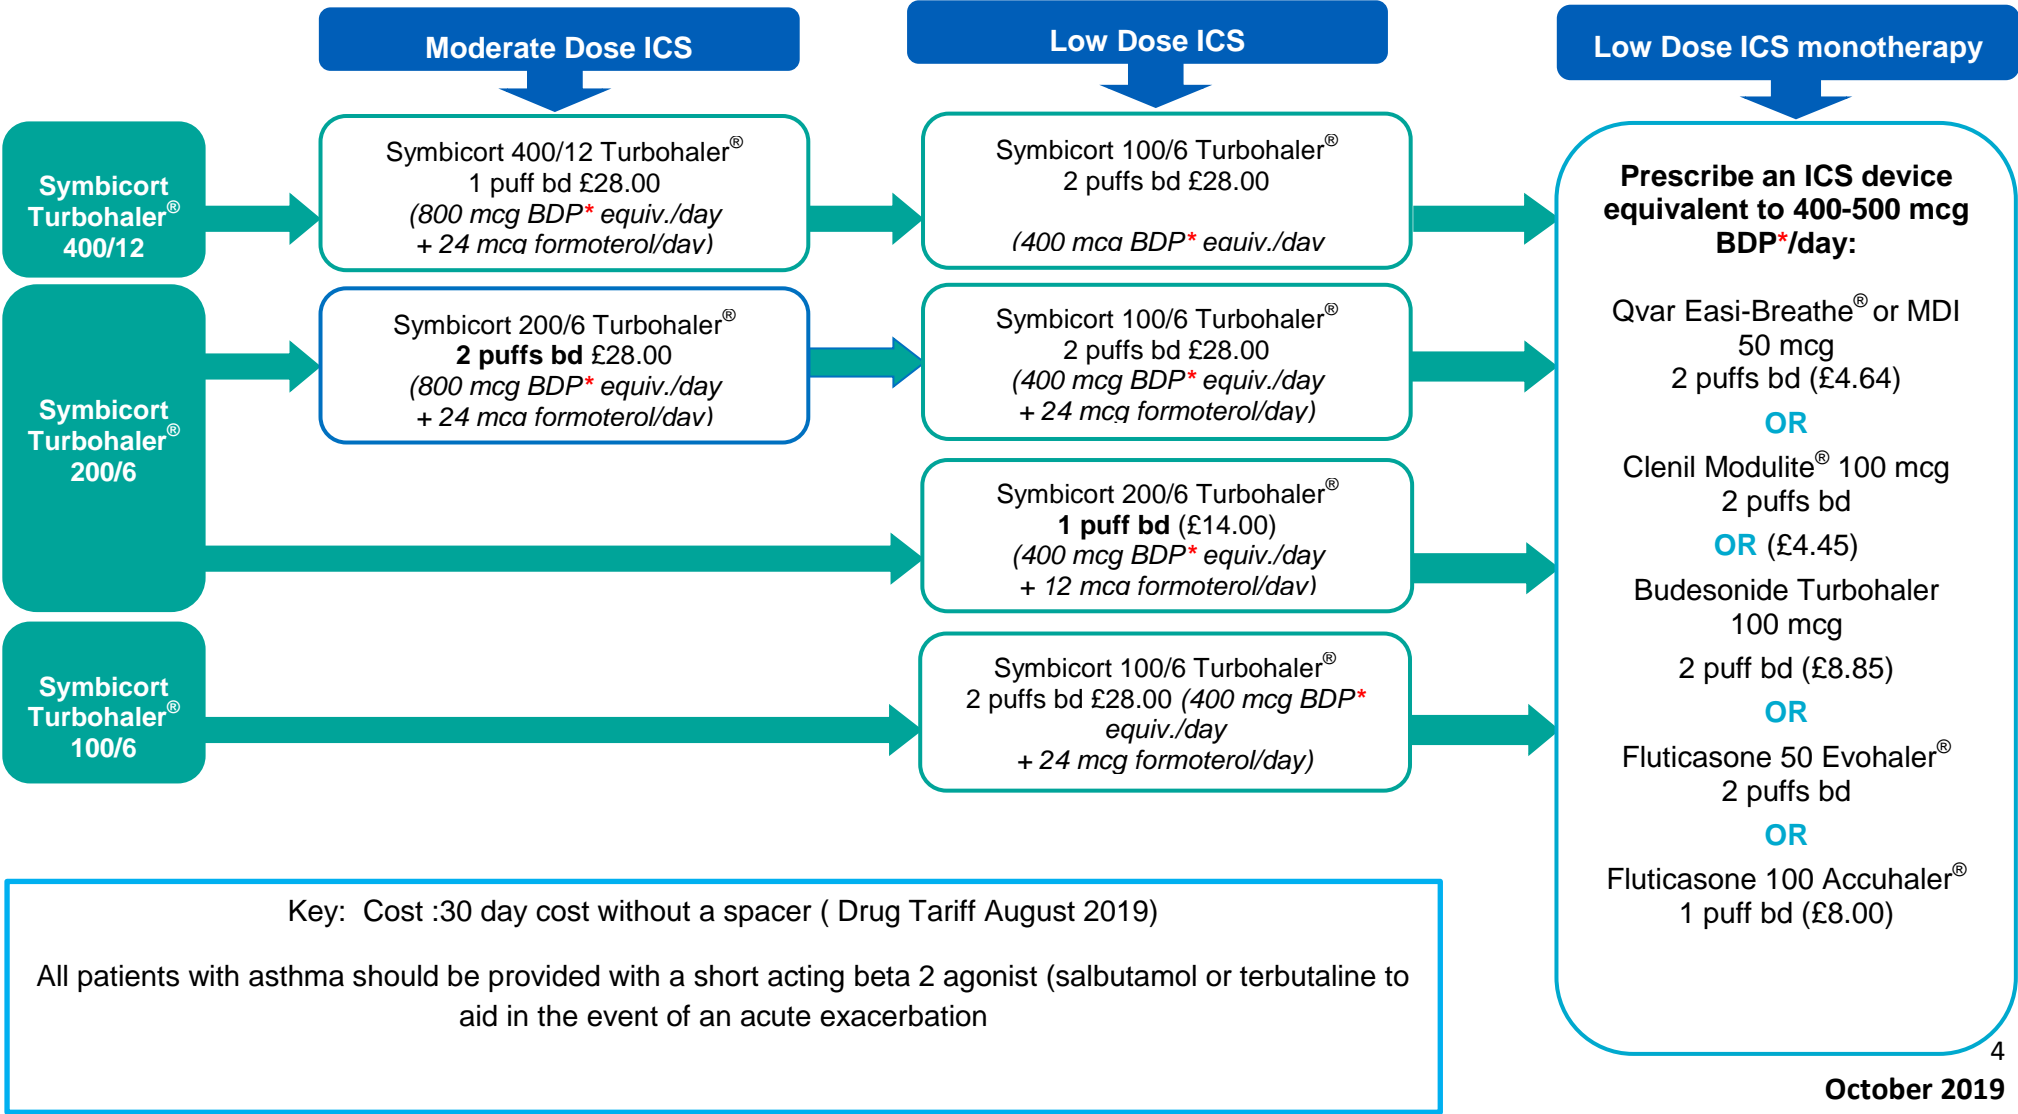 Moderate Dose ICS
Low Dose ICS
Low Dose ICS monotherapy
Symbicort
Turbohaler®
400/12
Symbicort 400/12 Turbohaler®
1 puff bd £28.00
(800 mcg BDP* equiv./day
+ 24 mcg formoterol/day)
Symbicort 100/6 Turbohaler®
2 puffs bd £28.00
(400 mcg BDP* equiv./day
Symbicort
Turbohaler®
200/6
Symbicort 200/6 Turbohaler®
2 puffs bd £28.00
(800 mcg BDP* equiv./day
+ 24 mcg formoterol/day)
Symbicort 100/6 Turbohaler®
2 puffs bd £28.00
(400 mcg BDP* equiv./day
+ 24 mcg formoterol/day)
Symbicort 200/6 Turbohaler®
1 puff bd (£14.00)
(400 mcg BDP* equiv./day
+ 12 mcg formoterol/day)
Symbicort
Turbohaler®
100/6
Symbicort 100/6 Turbohaler®
2 puffs bd £28.00 (400 mcg BDP*
equiv./day
+ 24 mcg formoterol/day)
Prescribe an ICS device
equivalent to 400-500 mcg
BDP*/day:
Qvar Easi-Breathe® or MDI
50 mcg
2 puffs bd (£4.64)
OR
Clenil Modulite® 100 mcg
2 puffs bd
OR (£4.45)
Budesonide Turbohaler
100 mcg
2 puff bd (£8.85)
OR
Fluticasone 50 Evohaler®
2 puffs bd
OR
Fluticasone 100 Accuhaler®
1 puff bd (£8.00)
Key: Cost :30 day cost without a spacer ( Drug Tariff August 2019)
All patients with asthma should be provided with a short acting beta 2 agonist (salbutamol or terbutaline to
aid in the event of an acute exacerbation
4
October 2019